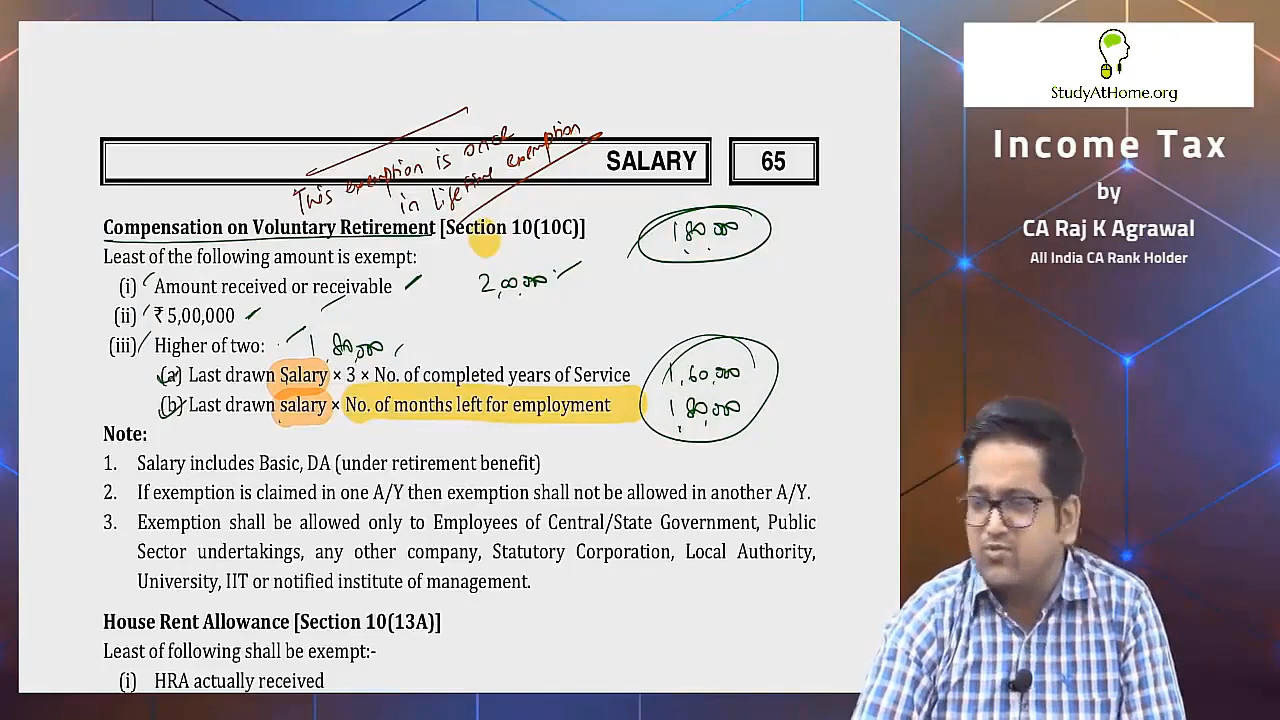 StudyAtHome.org
Income Tax
by
CA Raj K Agrawal
All India CA Rank Holder
This exemption is once
in lifetime exemption
SALARY 65
Compensation on Voluntary Retirement [Section 10(10C)] 1,80,000
Least of the following amount is exempt:
(i) Amount received or receivable 2,00,000
(ii) ₹ 5,00,000
(iii) Higher of two: 1,80,000
(a) Last drawn Salary × 3 × No. of completed years of Service 1,60,000
(b) Last drawn salary × No. of months left for employment 1,80,000
Note:
1. Salary includes Basic, DA (under retirement benefit)
2. If exemption is claimed in one A/Y then exemption shall not be allowed in another A/Y.
3. Exemption shall be allowed only to Employees of Central/State Government, Public
Sector undertakings, any other company, Statutory Corporation, Local Authority,
University, IIT or notified institute of management.
House Rent Allowance [Section 10(13A)]
Least of following shall be exempt:-
(i) HRA actually received